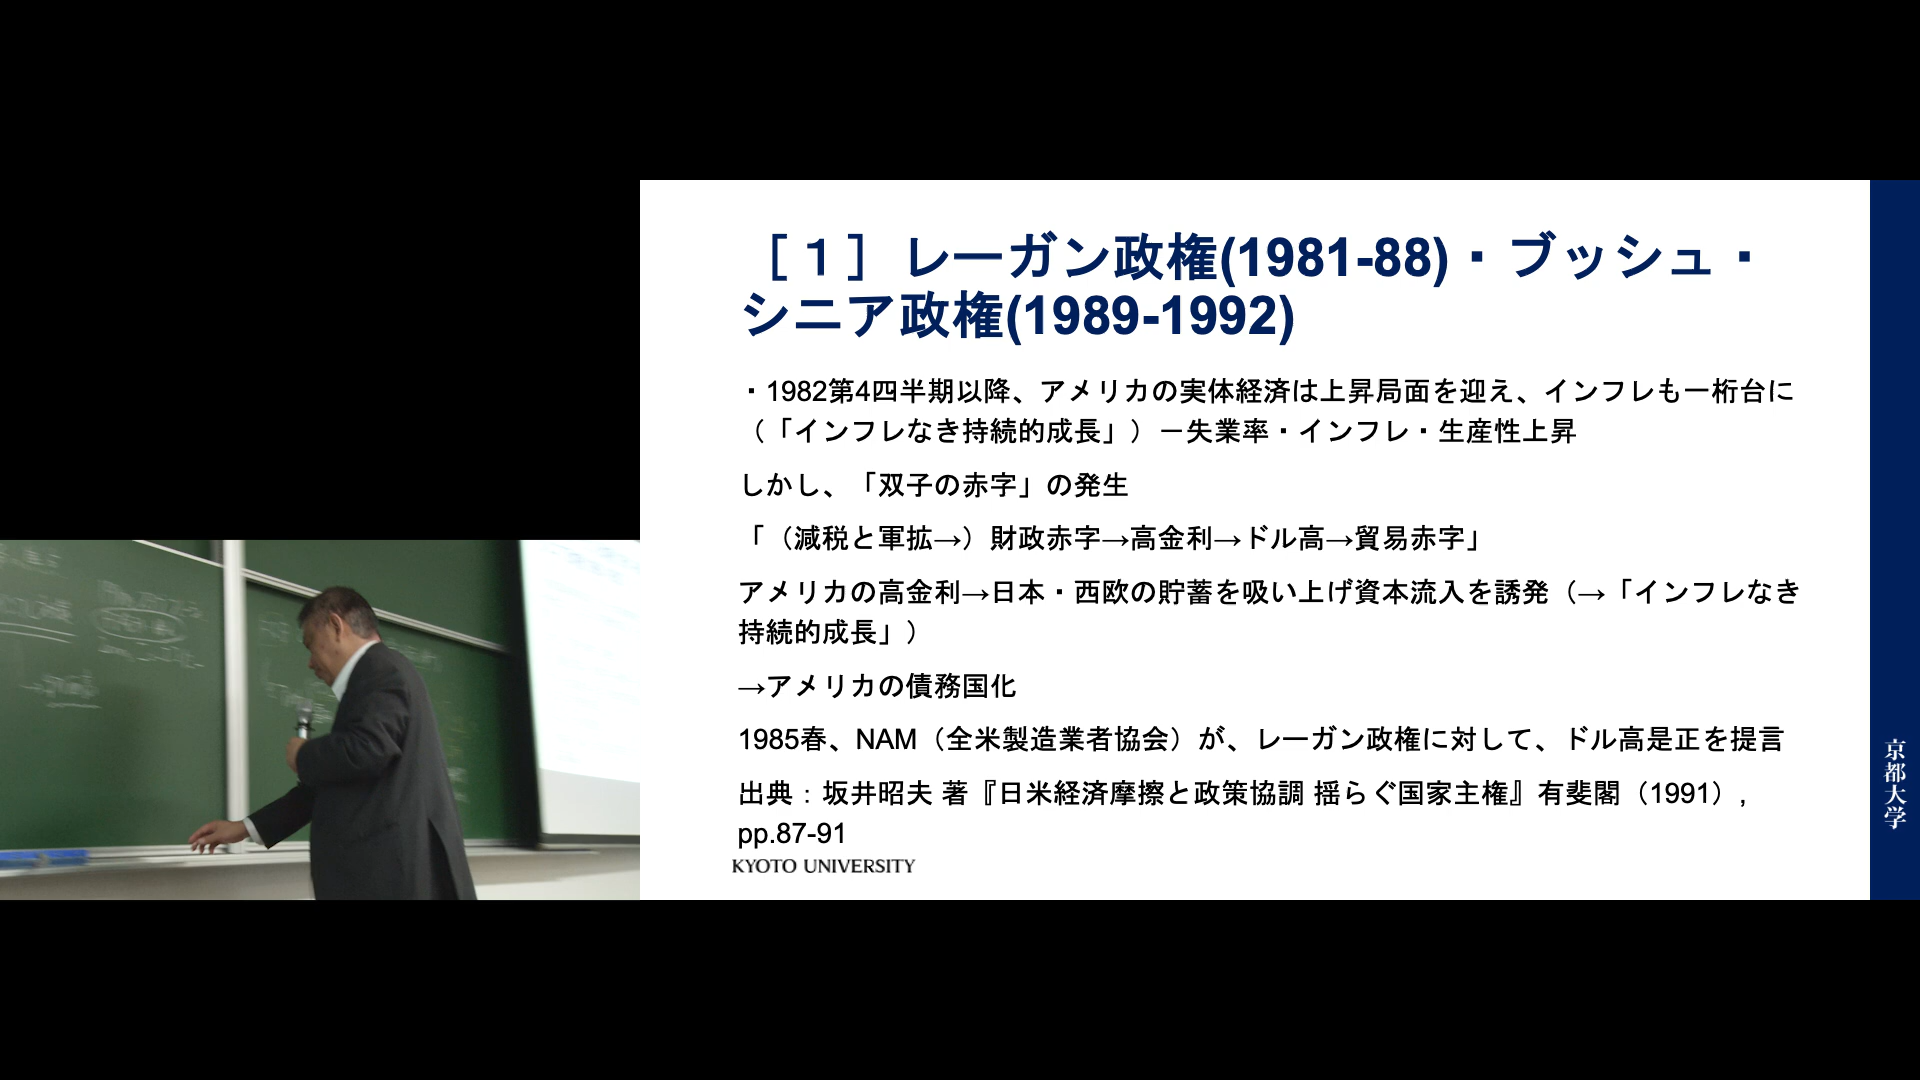 ［１］レーガン政権(1981-88)・ブッシュ・
シニア政権(1989-1992)
・1982第4四半期以降、アメリカの実体経済は上昇局面を迎え、インフレも一桁台に
（「インフレなき持続的成長」）－失業率・インフレ・生産性上昇
しかし、「双子の赤字」の発生
「（減税と軍拡→）財政赤字→高金利→ドル高→貿易赤字」
アメリカの高金利→日本・西欧の貯蓄を吸い上げ資本流入を誘発（→「インフレなき
持続的成長」）
→アメリカの債務国化
1985春、NAM（全米製造業者協会）が、レーガン政権に対して、ドル高是正を提言
出典：坂井昭夫 著『日米経済摩擦と政策協調 揺らぐ国家主権』有斐閣（1991）,
pp.87-91
KYOTO UNIVERSITY
京都大学